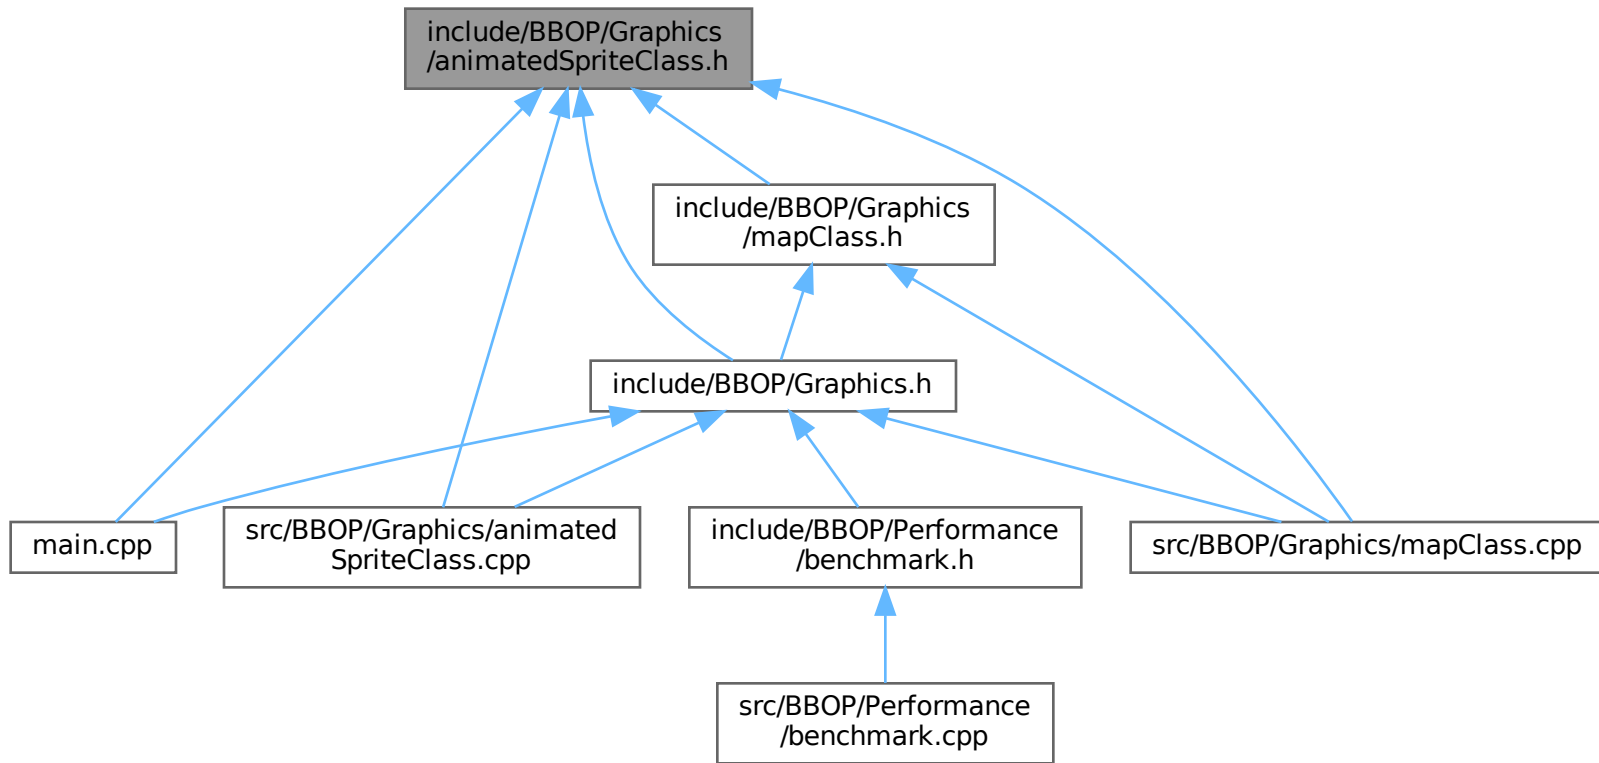 include/BBOP/Graphics
/animatedSpriteClass.h
include/BBOP/Graphics
/mapClass.h
include/BBOP/Graphics.h
main.cpp
src/BBOP/Graphics/animated
SpriteClass.cpp
include/BBOP/Performance
/benchmark.h
src/BBOP/Graphics/mapClass.cpp
src/BBOP/Performance
/benchmark.cpp